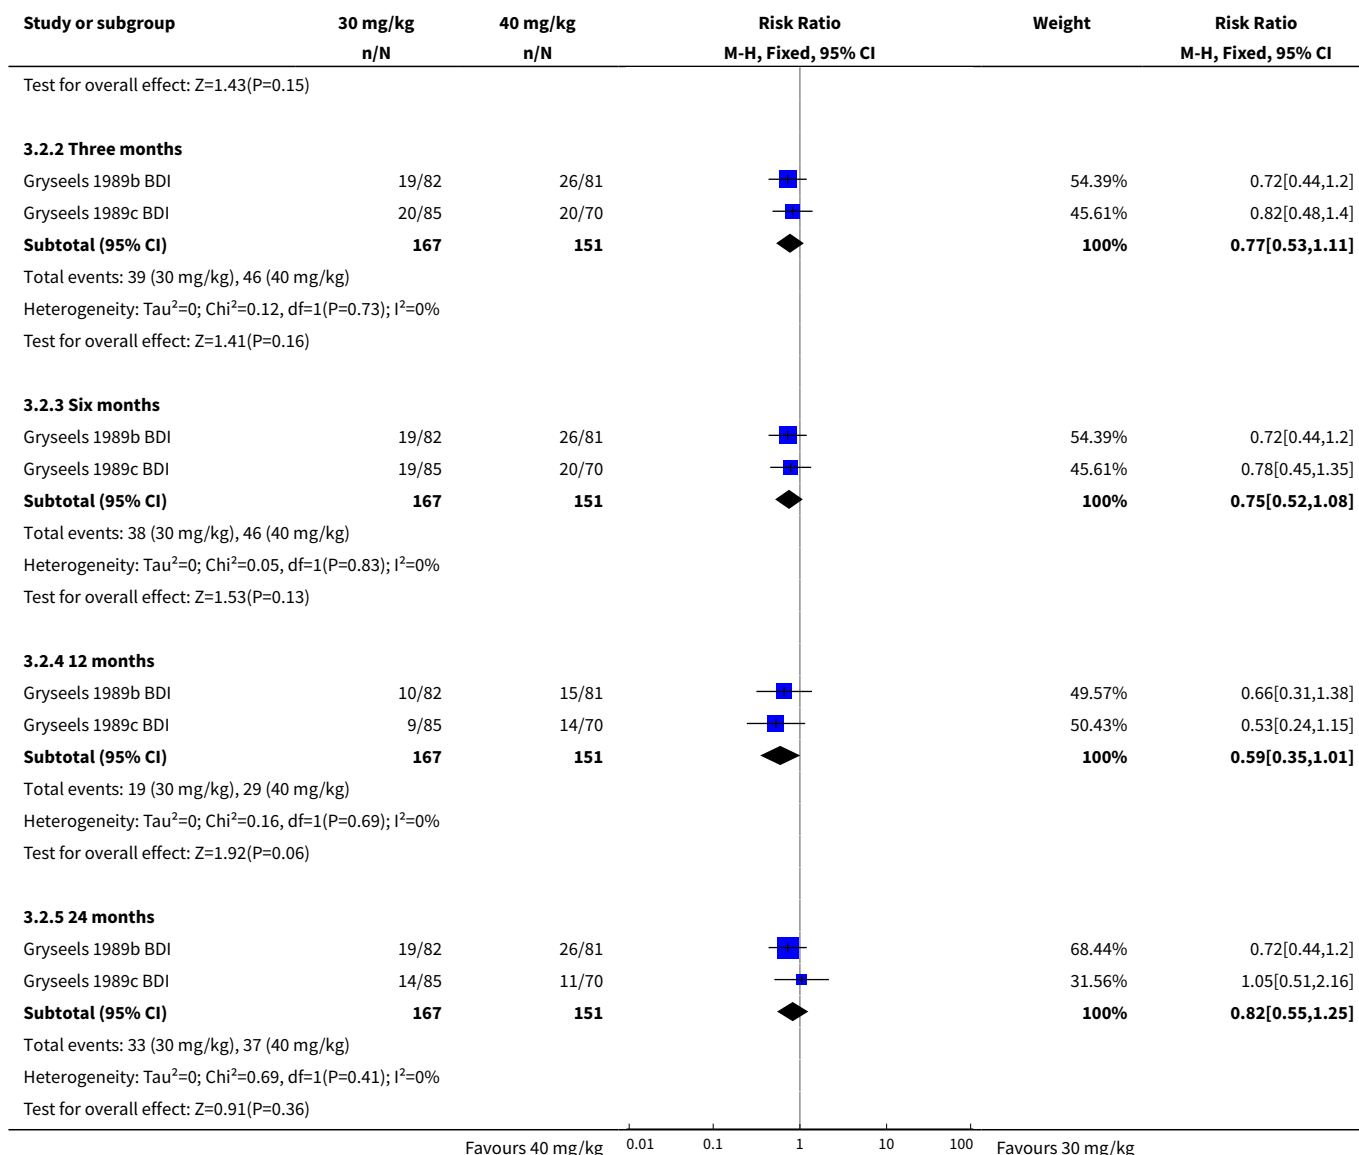 Study or subgroup 30 mg/kg 40 mg/kg Risk Ratio Weight Risk Ratio
n/N n/N M-H, Fixed, 95% CI M-H, Fixed, 95% CI
Test for overall effect: Z=1.43(P=0.15)
3.2.2 Three months
Gryseels 1989b BDI 19/82 26/81 54.39% 0.72[0.44,1.2]
Gryseels 1989c BDI 20/85 20/70 45.61% 0.82[0.48,1.4]
Subtotal (95% CI) 167 151 100% 0.77[0.53,1.11]
Total events: 39 (30 mg/kg), 46 (40 mg/kg)
Heterogeneity: Tau²=0; Chi²=0.12, df=1(P=0.73); I²=0%
Test for overall effect: Z=1.41(P=0.16)
3.2.3 Six months
Gryseels 1989b BDI 19/82 26/81 54.39% 0.72[0.44,1.2]
Gryseels 1989c BDI 19/85 20/70 45.61% 0.78[0.45,1.35]
Subtotal (95% CI) 167 151 100% 0.75[0.52,1.08]
Total events: 38 (30 mg/kg), 46 (40 mg/kg)
Heterogeneity: Tau²=0; Chi²=0.05, df=1(P=0.83); I²=0%
Test for overall effect: Z=1.53(P=0.13)
3.2.4 12 months
Gryseels 1989b BDI 10/82 15/81 49.57% 0.66[0.31,1.38]
Gryseels 1989c BDI 9/85 14/70 50.43% 0.53[0.24,1.15]
Subtotal (95% CI) 167 151 100% 0.59[0.35,1.01]
Total events: 19 (30 mg/kg), 29 (40 mg/kg)
Heterogeneity: Tau²=0; Chi²=0.16, df=1(P=0.69); I²=0%
Test for overall effect: Z=1.92(P=0.06)
3.2.5 24 months
Gryseels 1989b BDI 19/82 26/81 68.44% 0.72[0.44,1.2]
Gryseels 1989c BDI 14/85 11/70 31.56% 1.05[0.51,2.16]
Subtotal (95% CI) 167 151 100% 0.82[0.55,1.25]
Total events: 33 (30 mg/kg), 37 (40 mg/kg)
Heterogeneity: Tau²=0; Chi²=0.69, df=1(P=0.41); I²=0%
Test for overall effect: Z=0.91(P=0.36)
Favours 40 mg/kg 0.01 0.1 1 10 100 Favours 30 mg/kg